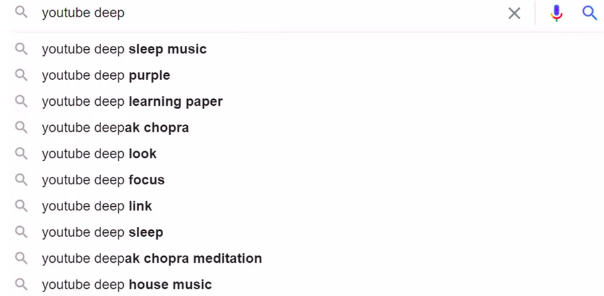 youtube deep
youtube deep sleep music
youtube deep purple
youtube deep learning paper
youtube deepak chopra
youtube deep look
youtube deep focus
youtube deep link
youtube deep sleep
youtube deepak chopra meditation
youtube deep house music